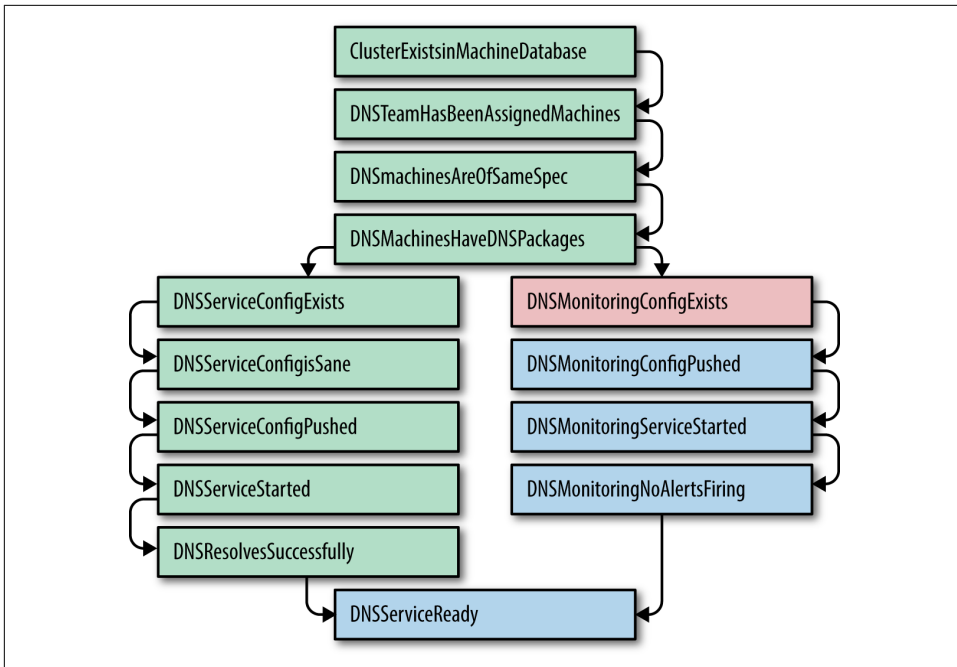 ClusterExistsinMachineDatabase
DNSTeamHasBeenAssignedMachines
DNSmachinesAreOfSameSpec
DNSMachinesHaveDNSPackages
DNSServiceConfigExists
DNSServiceConfigisSane
DNSServiceConfigPushed
DNSServiceStarted
DNSResolvesSuccessfully
DNSMonitoringConfigExists
DNSMonitoringConfigPushed
DNSMonitoringServiceStarted
DNSMonitoringNoAlertsFiring
DNSServiceReady